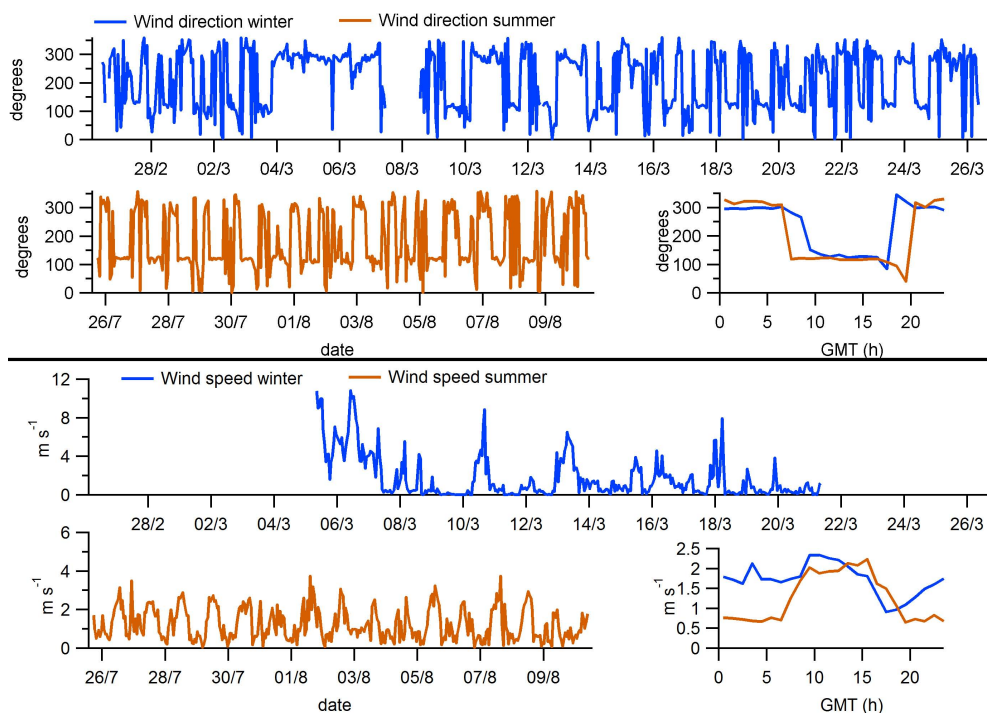 Wind direction winter Wind direction summer
degrees
300
200
100
0
28/2 02/3 04/3 06/3 08/3 10/3 12/3 14/3 16/3 18/3 20/3 22/3 24/3 26/3
degrees
300
200
100
0
26/7 28/7 30/7 01/8 03/8 05/8 07/8 09/8
date
degrees
300
200
100
0
0 5 10 15 20
GMT (h)
Wind speed winter Wind speed summer
m s-1
12
8
4
0
28/2 02/3 04/3 06/3 08/3 10/3 12/3 14/3 16/3 18/3 20/3 22/3 24/3 26/3
m s-1
6
4
2
0
26/7 28/7 30/7 01/8 03/8 05/8 07/8 09/8
date
m s-1
2.5
2
1.5
1
0.5
0
0 5 10 15 20
GMT (h)